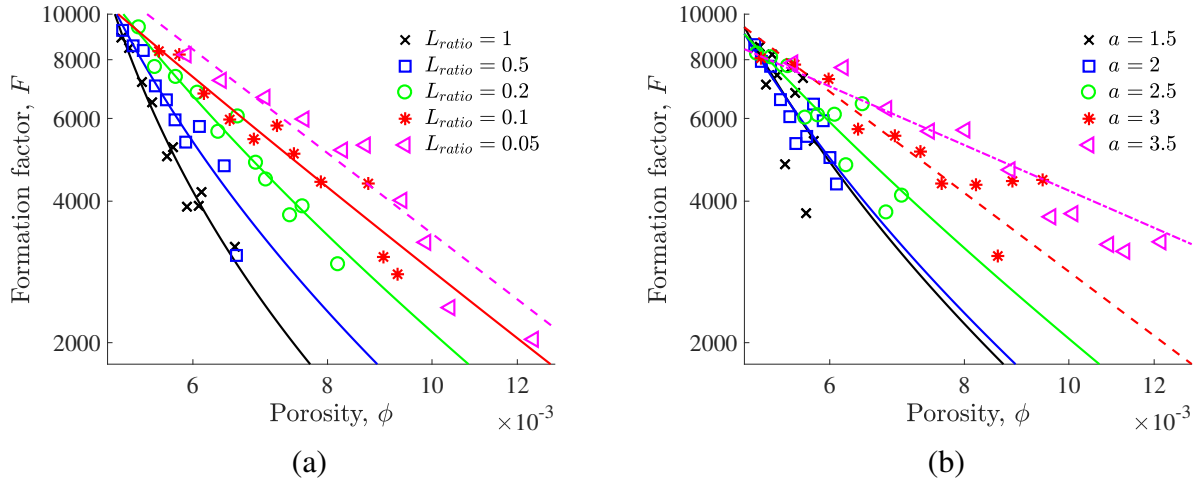 10000
8000
6000
4000
2000
Formation factor, F
L_ratio = 1
L_ratio = 0.5
L_ratio = 0.2
L_ratio = 0.1
L_ratio = 0.05
6 8 10 12
Porosity, ϕ
×10⁻³
(a)
10000
8000
6000
4000
2000
Formation factor, F
a = 1.5
a = 2
a = 2.5
a = 3
a = 3.5
6 8 10 12
Porosity, ϕ
×10⁻³
(b)